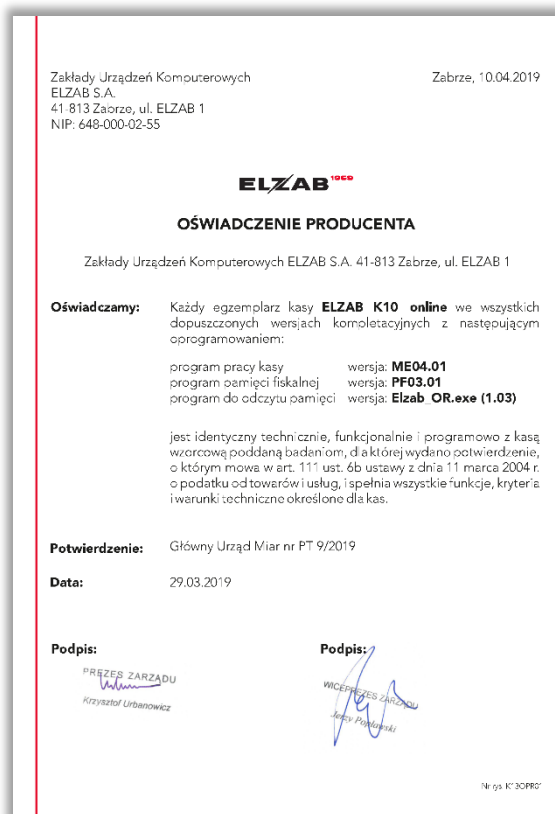 Zakłady Urządzeń Komputerowych
ELZAB S.A.
41-813 Zabrze, ul. ELZAB 1
NIP: 648-000-02-55
Zabrze, 10.04.2019
ELZAB 1969
OŚWIADCZENIE PRODUCENTA
Zakłady Urządzeń Komputerowych ELZAB S.A. 41-813 Zabrze, ul. ELZAB 1
Oświadczamy: Każdy egzemplarz kasy ELZAB K10 online we wszystkich
dopuszczonych wersjach kompletacyjnych z następującym
oprogramowaniem:
program pracy kasy wersja: ME04.01
program pamięci fiskalnej wersja: PF03.01
program do odczytu pamięci wersja: Elzab_OR.exe (1.03)
jest identyczny technicznie, funkcjonalnie i programowo z kasą
wzorcową poddaną badaniom, dla której wydano potwierdzenie,
o którym mowa w art. 111 ust. 6b ustawy z dnia 11 marca 2004 r.
o podatku od towarów i usług, i spełnia wszystkie funkcje, kryteria
i warunki techniczne określone dla kas.
Potwierdzenie: Główny Urząd Miar nr PT 9/2019
Data: 29.03.2019
Podpis:
PREZES ZARZĄDU
Krzysztof Urbanowicz
Podpis:
WICEPREZES ZARZĄDU
Jerzy Popławski
Nr rys.